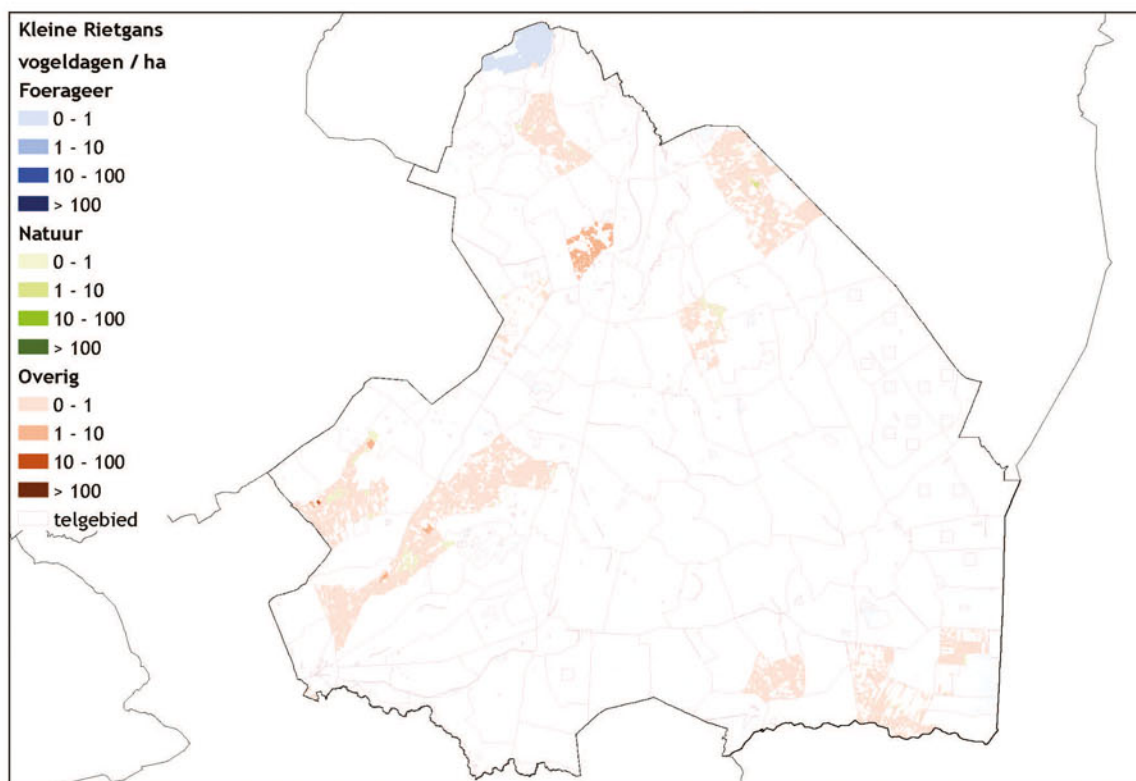 Kleine Rietgans
vogeldagen / ha
Foerageer
0 - 1
1 - 10
10 - 100
> 100
Natuur
0 - 1
1 - 10
10 - 100
> 100
Overig
0 - 1
1 - 10
10 - 100
> 100
telgebied